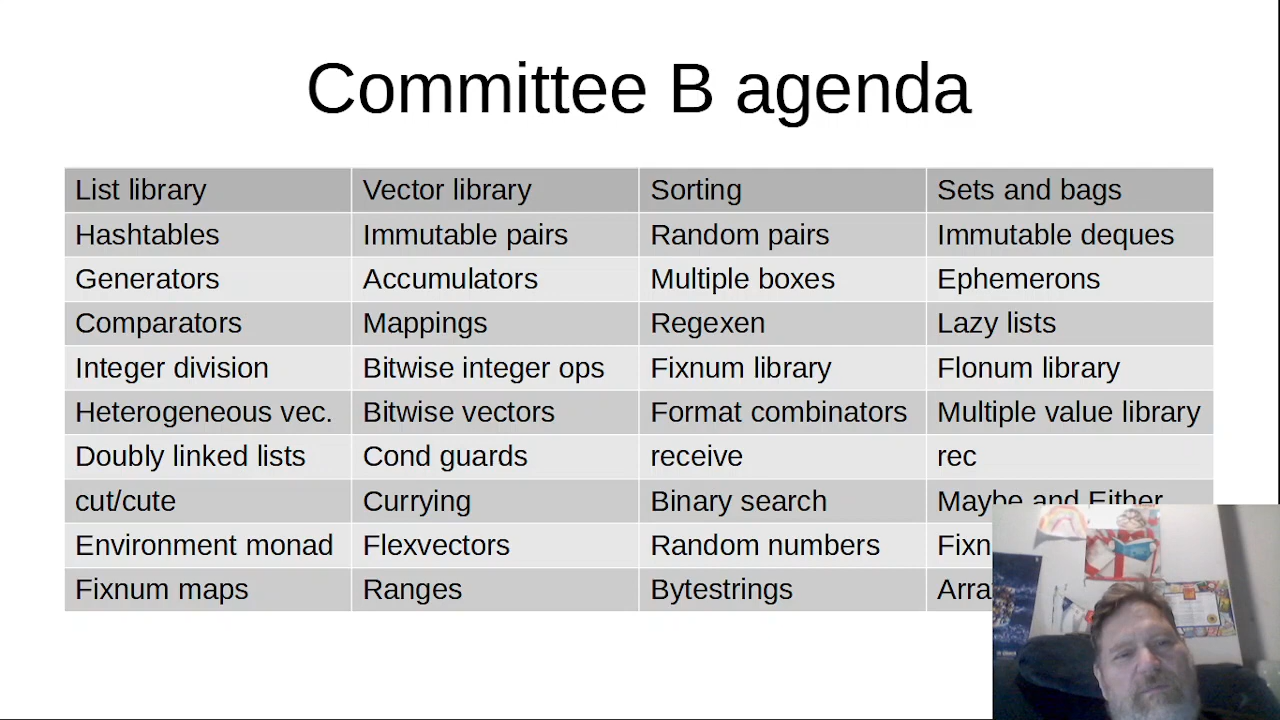 Committee B agenda
List library Vector library Sorting Sets and bags
Hashtables Immutable pairs Random pairs Immutable deques
Generators Accumulators Multiple boxes Ephemerons
Comparators Mappings Regexen Lazy lists
Integer division Bitwise integer ops Fixnum library Flonum library
Heterogeneous vec. Bitwise vectors Format combinators Multiple value library
Doubly linked lists Cond guards receive rec
cut/cute Currying Binary search Maybe and Either
Environment monad Flexvectors Random numbers
Fixnum maps Ranges Bytestrings